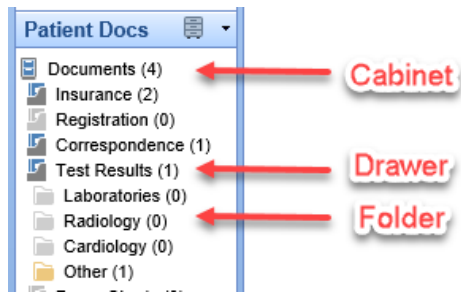 Patient Docs
Documents (4)
Cabinet
Insurance (2)
Registration (0)
Correspondence (1)
Test Results (1)
Drawer
Laboratories (0)
Radiology (0)
Folder
Cardiology (0)
Other (1)